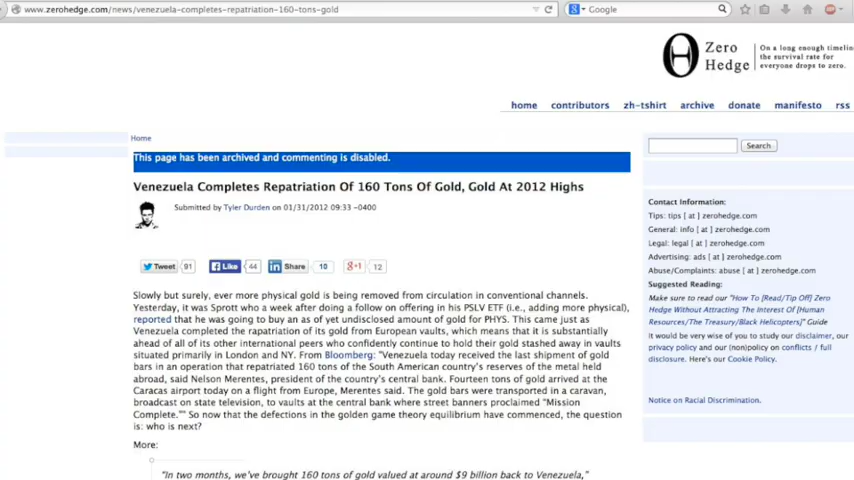 www.zerohedge.com/news/venezuela-completes-repatriation-160-tons-gold
Google
Zero
Hedge
On a long enough timelin
the survival rate for
everyone drops to zero.
home contributors zh-tshirt archive donate manifesto rss
Home
This page has been archived and commenting is disabled.
Search
Venezuela Completes Repatriation Of 160 Tons Of Gold, Gold At 2012 Highs
Submitted by Tyler Durden on 01/31/2012 09:33 -0400
Tweet 91 Like 44 in Share 10 g+1 12
Slowly but surely, ever more physical gold is being removed from circulation in conventional channels.
Yesterday, it was Sprott who a week after doing a follow on offering in his PSLV ETF (i.e., adding more physical),
reported that he was going to buy an as of yet undisclosed amount of gold for PHYS. This came just as
Venezuela completed the rapatriation of its gold from European vaults, which means that it is substantially
ahead of all of its other international peers who confidently continue to hold their gold stashed away in vaults
situated primarily in London and NY. From Bloomberg: "Venezuela today received the last shipment of gold
bars in an operation that repatriated 160 tons of the South American country's reserves of the metal held
abroad, said Nelson Merentes, president of the country's central bank. Fourteen tons of gold arrived at the
Caracas airport today on a flight from Europe, Merentes said. The gold bars were transported in a caravan,
broadcast on state television, to vaults at the central bank where street banners proclaimed "Mission
Complete."" So now that the defections in the golden game theory equilibrium have commenced, the question
is: who is next?
More:
"In two months, we've brought 160 tons of gold valued at around $9 billion back to Venezuela,"
Contact Information:
Tips: tips [ at ] zerohedge.com
General: info [ at ] zerohedge.com
Legal: legal [ at ] zerohedge.com
Advertising: ads [ at ] zerohedge.com
Abuse/Complaints: abuse [ at ] zerohedge.com
Suggested Reading:
Make sure to read our "How To [Read/Tip Off] Zero
Hedge Without Attracting The Interest Of [Human
Resources/The Treasury/Black Helicopters]" Guide
It would be very wise of you to study our disclaimer, our
privacy policy and our (non)policy on conflicts / full
disclosure. Here's our Cookie Policy.
Notice on Racial Discrimination.